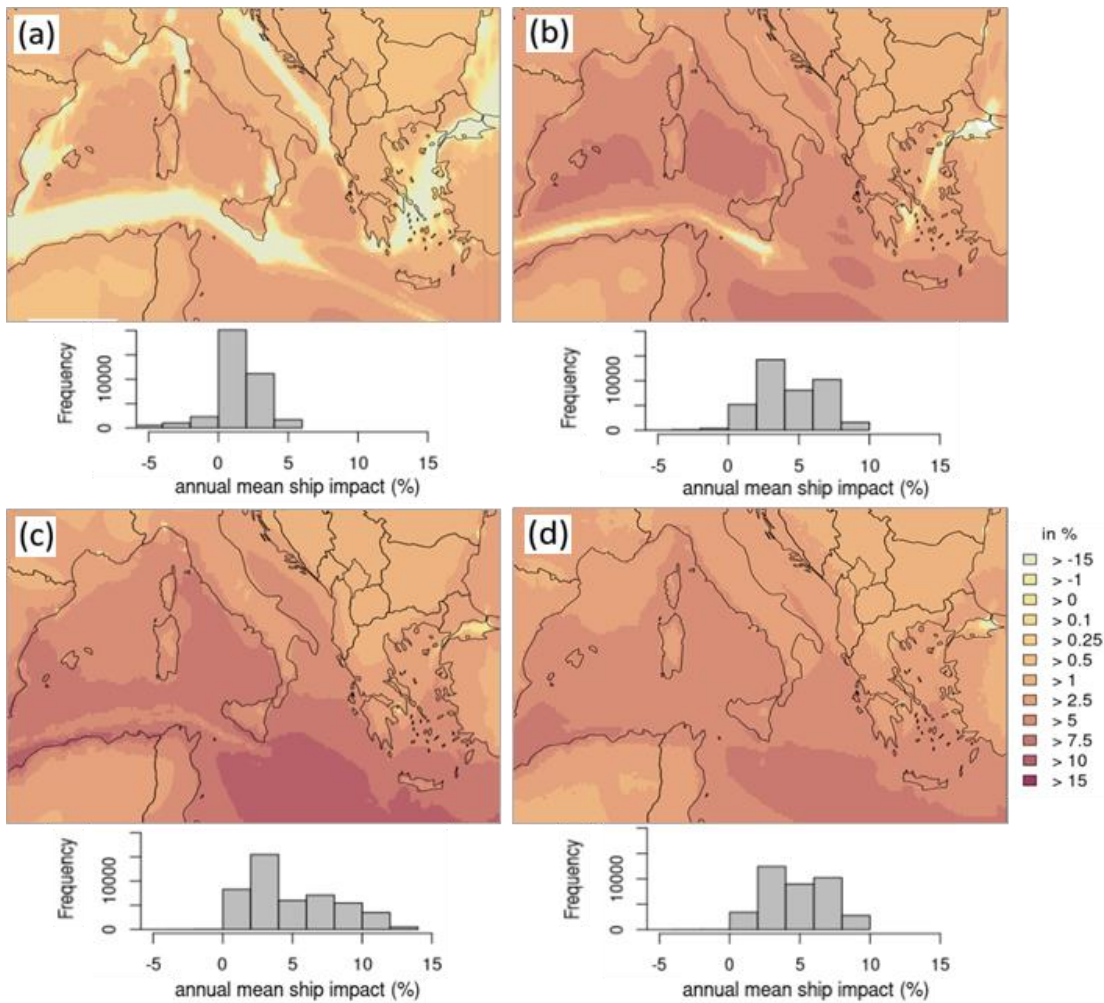 (a)
(b)
Frequency
10000
0
-5 0 5 10 15
annual mean ship impact (%)
Frequency
10000
0
-5 0 5 10 15
annual mean ship impact (%)
(c)
(d)
in %
> -15
> -1
> 0
> 0.1
> 0.25
> 0.5
> 1
> 2.5
> 5
> 7.5
> 10
> 15
Frequency
10000
0
-5 0 5 10 15
annual mean ship impact (%)
Frequency
10000
0
-5 0 5 10 15
annual mean ship impact (%)